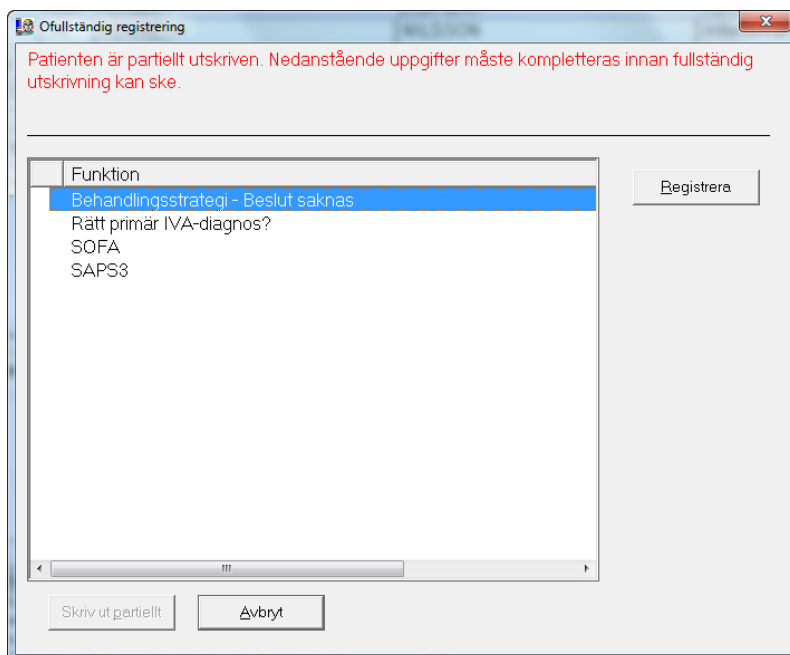 Ofullständig registrering
NILSSON
Patienten är partiellt utskriven. Nedanstående uppgifter måste kompletteras innan fullständig
utskrivning kan ske.
Funktion
Registrera
Behandlingsstrategi - Beslut saknas
Rätt primär IVA-diagnos?
SOFA
SAPS3
Skriv ut partiellt
Avbryt